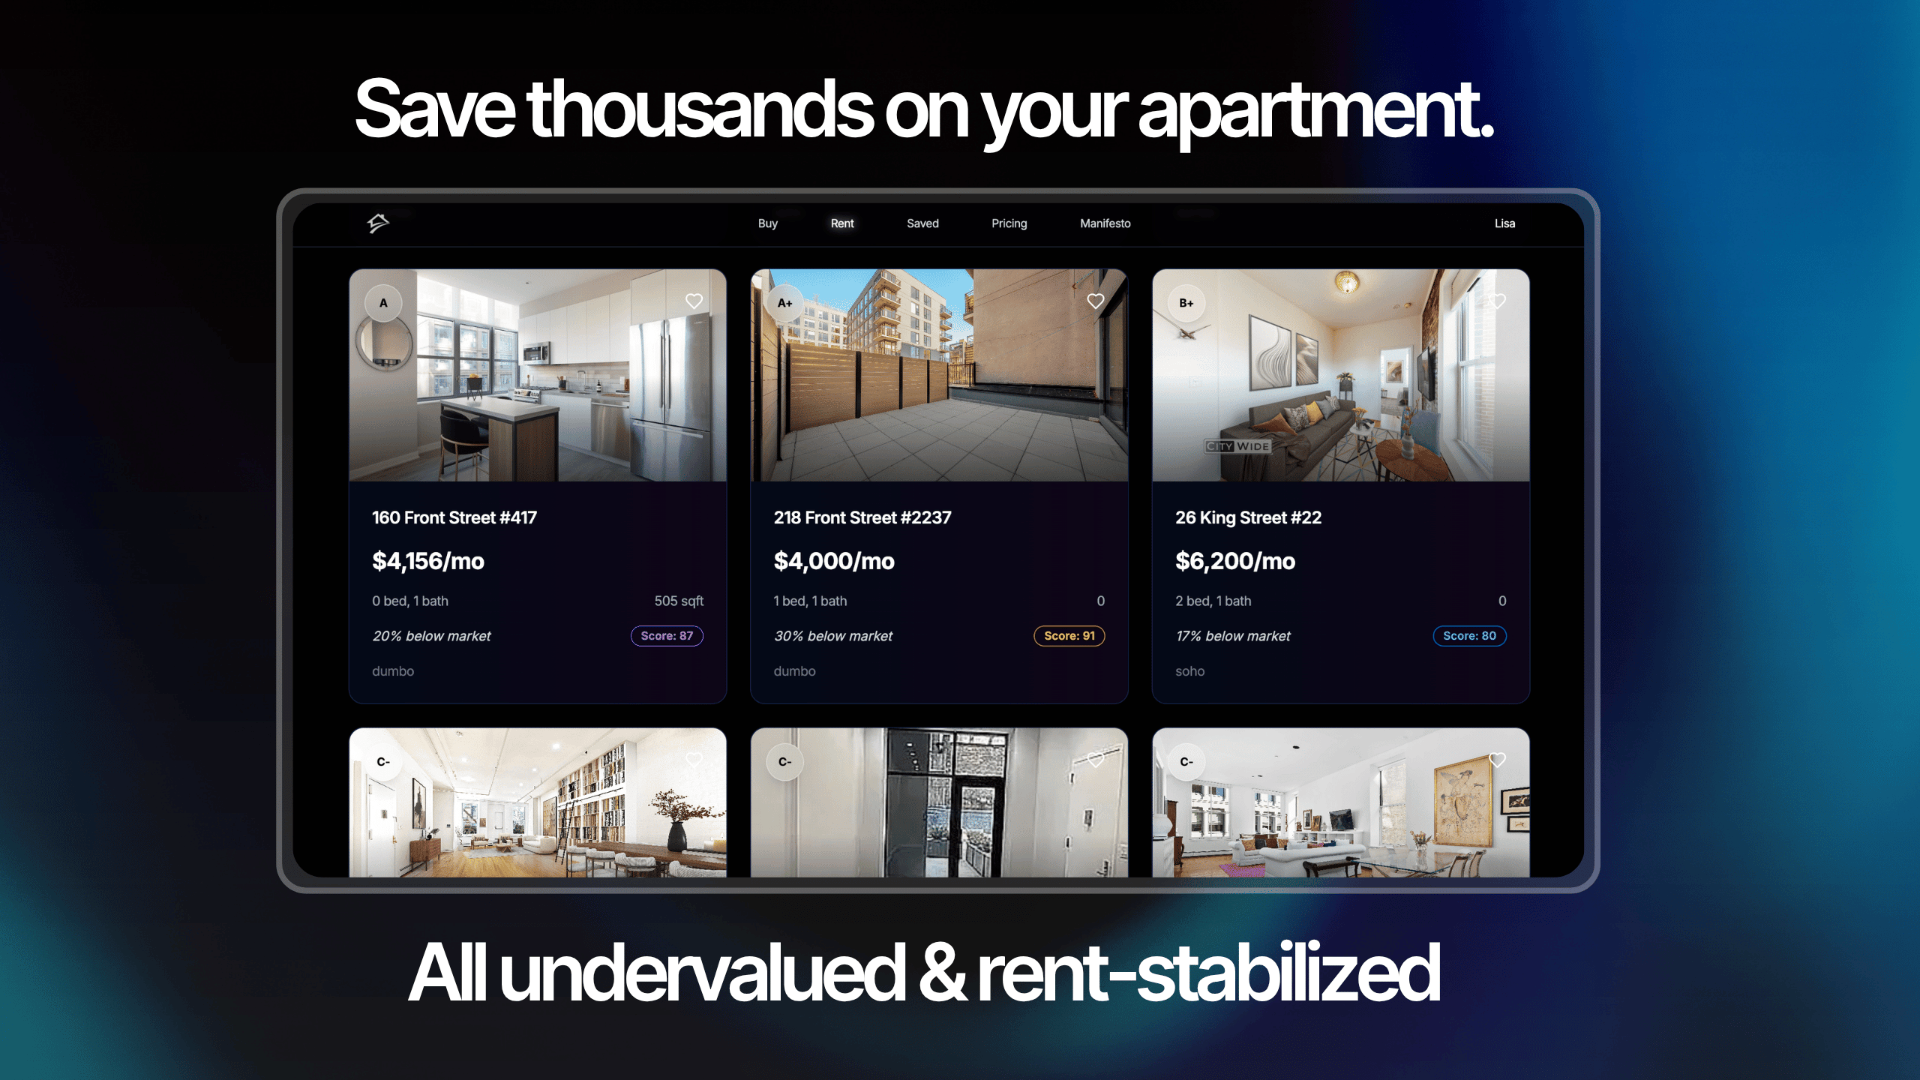 Save thousands on your apartment.
Buy Rent Saved Pricing Manifesto Lisa
A
160 Front Street #417
$4,156/mo
0 bed, 1 bath 505 sqft
20% below market Score: 87
dumbo
A+
218 Front Street #2237
$4,000/mo
1 bed, 1 bath 0
30% below market Score: 91
dumbo
B+
CITY WIDE
26 King Street #22
$6,200/mo
2 bed, 1 bath 0
17% below market Score: 80
soho
C-
C-
C-
All undervalued & rent-stabilized